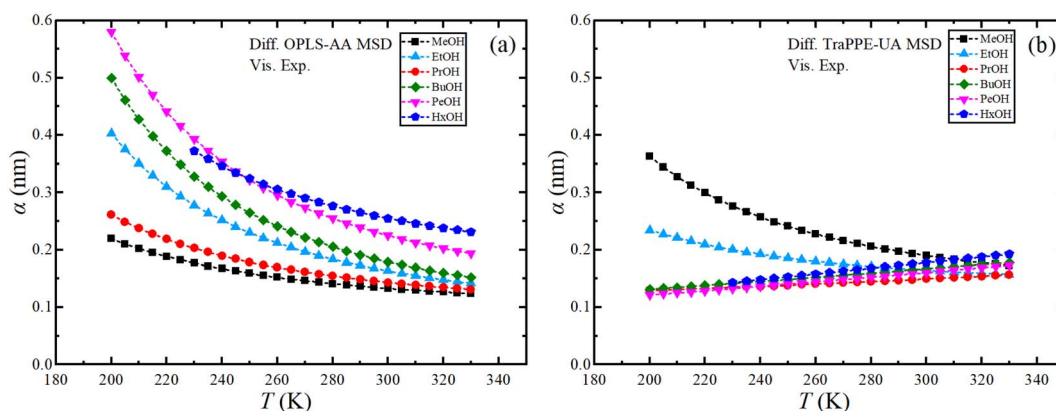 Diff. OPLS-AA MSD
Vis. Exp.
(a)
MeOH
EtOH
PrOH
BuOH
PeOH
HxOH
0.6
0.5
0.4
0.3
0.2
0.1
0.0
α (nm)
180 200 220 240 260 280 300 320 340
T (K)
Diff. TraPPE-UA MSD
Vis. Exp.
(b)
MeOH
EtOH
PrOH
BuOH
PeOH
HxOH
0.6
0.5
0.4
0.3
0.2
0.1
0.0
α (nm)
180 200 220 240 260 280 300 320 340
T (K)